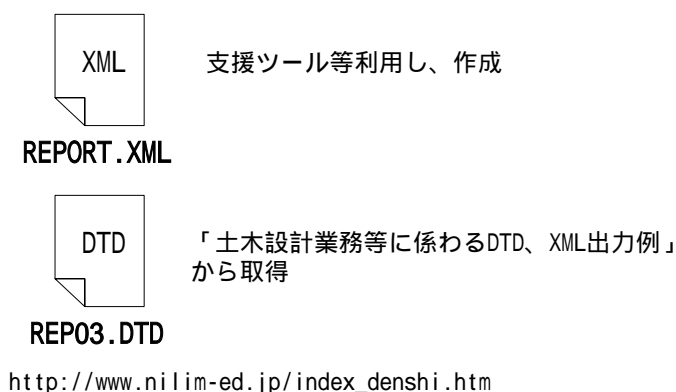 XML
支援ツール等利用し、作成
REPORT.XML
DTD
「土木設計業務等に係わるDTD、XML出力例」
から取得
REP03.DTD
http://www.nilim-ed.jp/index_denshi.htm